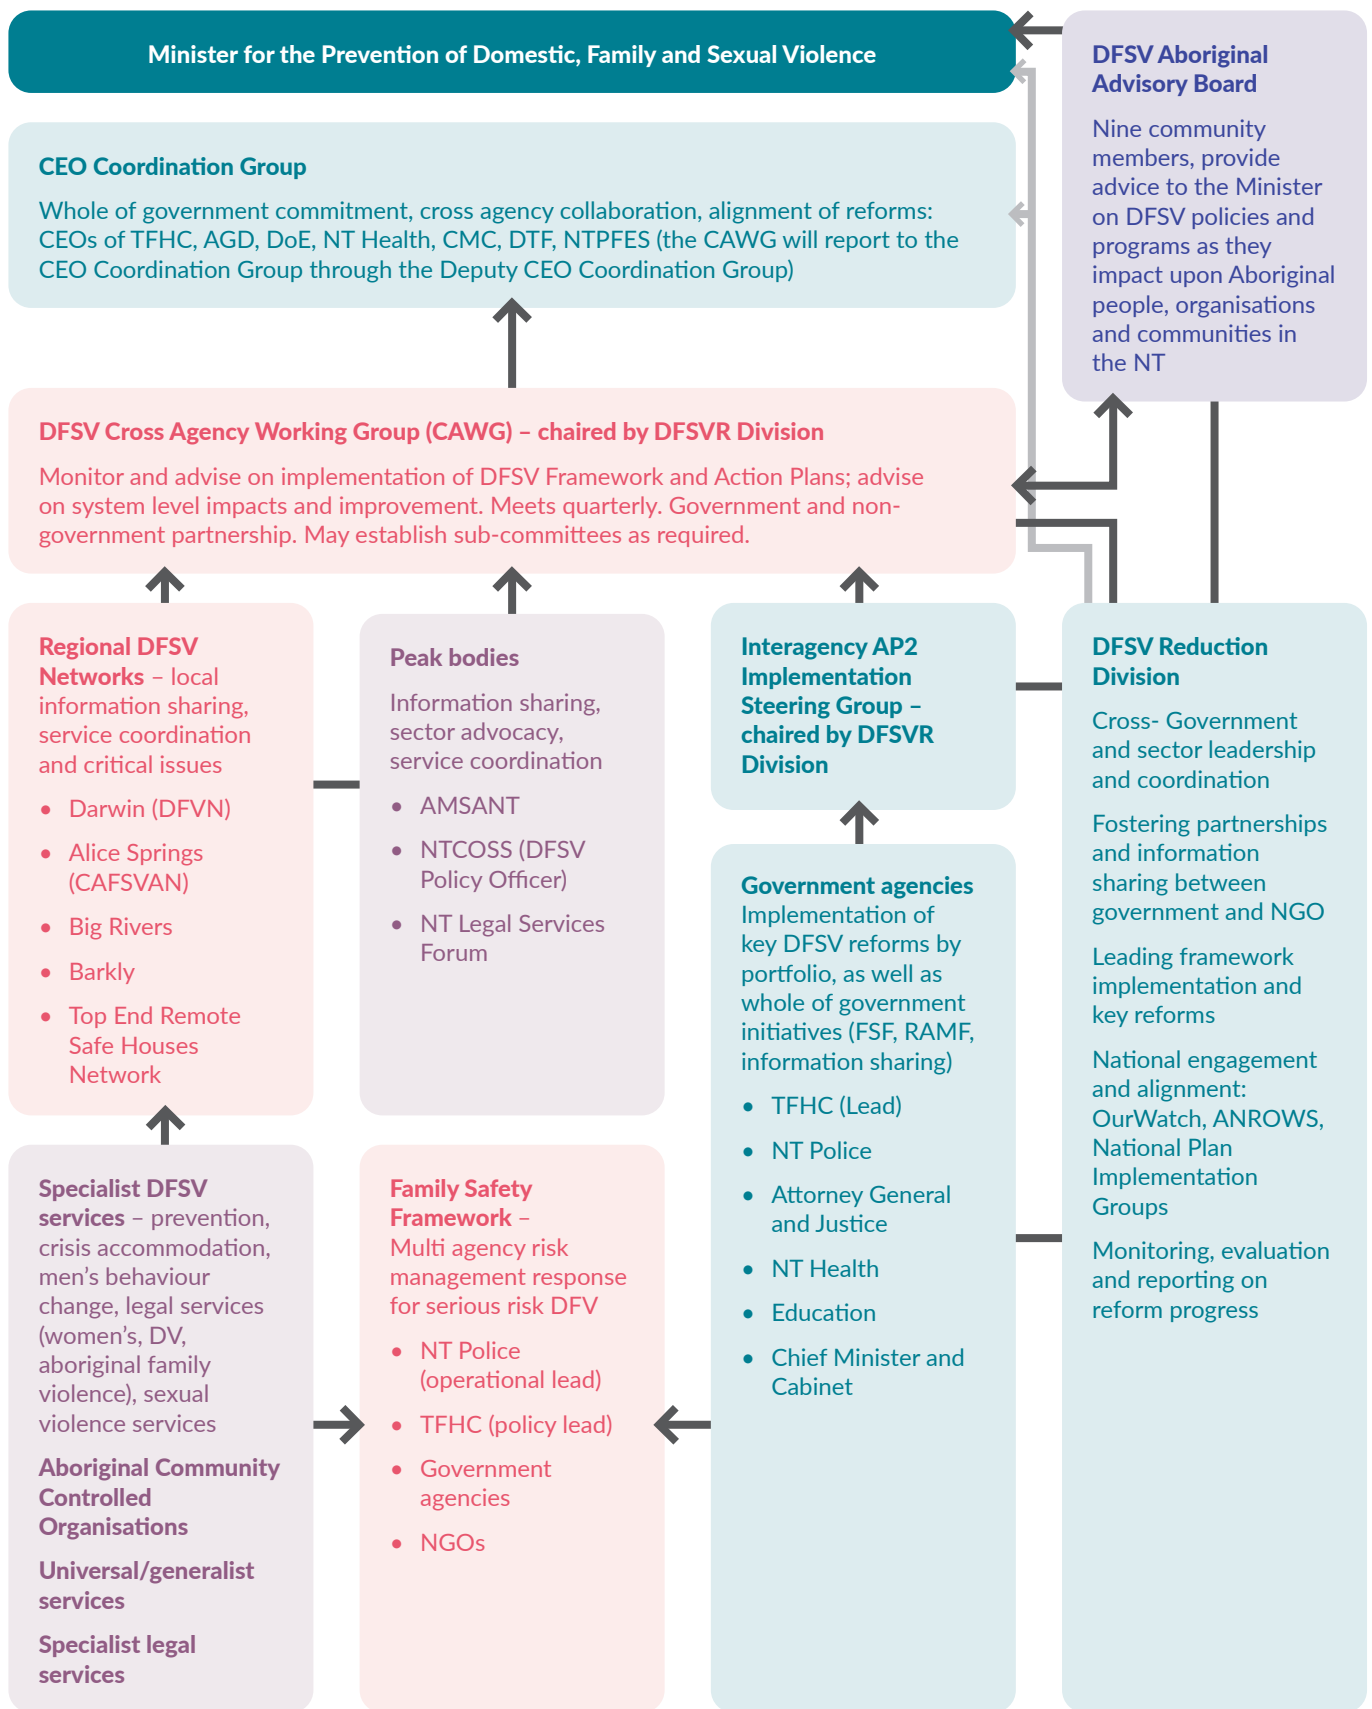 Minister for the Prevention of Domestic, Family and Sexual Violence
DFSV Aboriginal
Advisory Board
Nine community
members, provide
advice to the Minister
on DFSV policies and
programs as they
impact upon Aboriginal
people, organisations
and communities in
the NT
CEO Coordination Group
Whole of government commitment, cross agency collaboration, alignment of reforms:
CEOs of TFHC, AGD, DoE, NT Health, CMC, DTF, NTPFES (the CAWG will report to the
CEO Coordination Group through the Deputy CEO Coordination Group)
DFSV Cross Agency Working Group (CAWG) – chaired by DFSVR Division
Monitor and advise on implementation of DFSV Framework and Action Plans; advise
on system level impacts and improvement. Meets quarterly. Government and non-
government partnership. May establish sub-committees as required.
Regional DFSV
Networks – local
information sharing,
service coordination
and critical issues
• Darwin (DFVN)
• Alice Springs
(CAFSVAN)
• Big Rivers
• Barkly
• Top End Remote
Safe Houses
Network
Peak bodies
Information sharing,
sector advocacy,
service coordination
• AMSANT
• NTCOSS (DFSV
Policy Officer)
• NT Legal Services
Forum
Interagency AP2
Implementation
Steering Group –
chaired by DFSVR
Division
DFSV Reduction
Division
Cross- Government
and sector leadership
and coordination
Fostering partnerships
and information
sharing between
government and NGO
Leading framework
implementation and
key reforms
National engagement
and alignment:
OurWatch, ANROWS,
National Plan
Implementation
Groups
Monitoring, evaluation
and reporting on
reform progress
Government agencies
Implementation of
key DFSV reforms by
portfolio, as well as
whole of government
initiatives (FSF, RAMF,
information sharing)
• TFHC (Lead)
• NT Police
• Attorney General
and Justice
• NT Health
• Education
• Chief Minister and
Cabinet
Specialist DFSV
services – prevention,
crisis accommodation,
men’s behaviour
change, legal services
(women’s, DV,
aboriginal family
violence), sexual
violence services
Aboriginal Community
Controlled
Organisations
Universal/generalist
services
Specialist legal
services
Family Safety
Framework –
Multi agency risk
management response
for serious risk DFV
• NT Police
(operational lead)
• TFHC (policy lead)
• Government
agencies
• NGOs